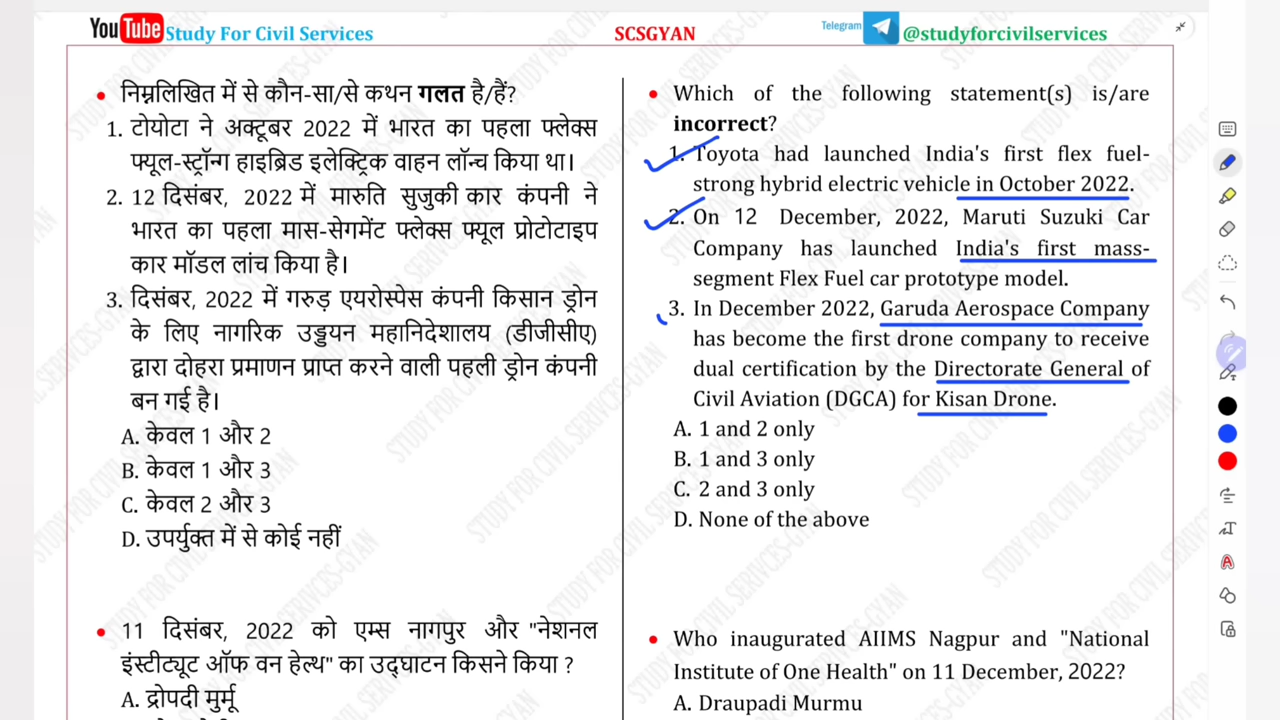 YouTube Study For Civil Services
SCSGYAN
Telegram @studyforcivilservices
• निम्नलिखित में से कौन-सा/से कथन गलत है/हैं?
1. टोयोटा ने अक्टूबर 2022 में भारत का पहला फ्लेक्स
फ्यूल-स्ट्रॉन्ग हाइब्रिड इलेक्ट्रिक वाहन लॉन्च किया था।
2. 12 दिसंबर, 2022 में मारुति सुजुकी कार कंपनी ने
भारत का पहला मास-सेगमेंट फ्लेक्स फ्यूल प्रोटोटाइप
कार मॉडल लांच किया है।
3. दिसंबर, 2022 में गरुड़ एयरोस्पेस कंपनी किसान ड्रोन
के लिए नागरिक उड्डयन महानिदेशालय (डीजीसीए)
द्वारा दोहरा प्रमाणन प्राप्त करने वाली पहली ड्रोन कंपनी
बन गई है।
A. केवल 1 और 2
B. केवल 1 और 3
C. केवल 2 और 3
D. उपर्युक्त में से कोई नहीं
• 11 दिसंबर, 2022 को एम्स नागपुर और "नेशनल
इंस्टीट्यूट ऑफ वन हेल्थ" का उद्घाटन किसने किया ?
A. द्रोपदी मुर्मू
• Which of the following statement(s) is/are
incorrect?
1. Toyota had launched India's first flex fuel-
strong hybrid electric vehicle in October 2022.
2. On 12 December, 2022, Maruti Suzuki Car
Company has launched India's first mass-
segment Flex Fuel car prototype model.
3. In December 2022, Garuda Aerospace Company
has become the first drone company to receive
dual certification by the Directorate General of
Civil Aviation (DGCA) for Kisan Drone.
A. 1 and 2 only
B. 1 and 3 only
C. 2 and 3 only
D. None of the above
• Who inaugurated AIIMS Nagpur and "National
Institute of One Health" on 11 December, 2022?
A. Draupadi Murmu